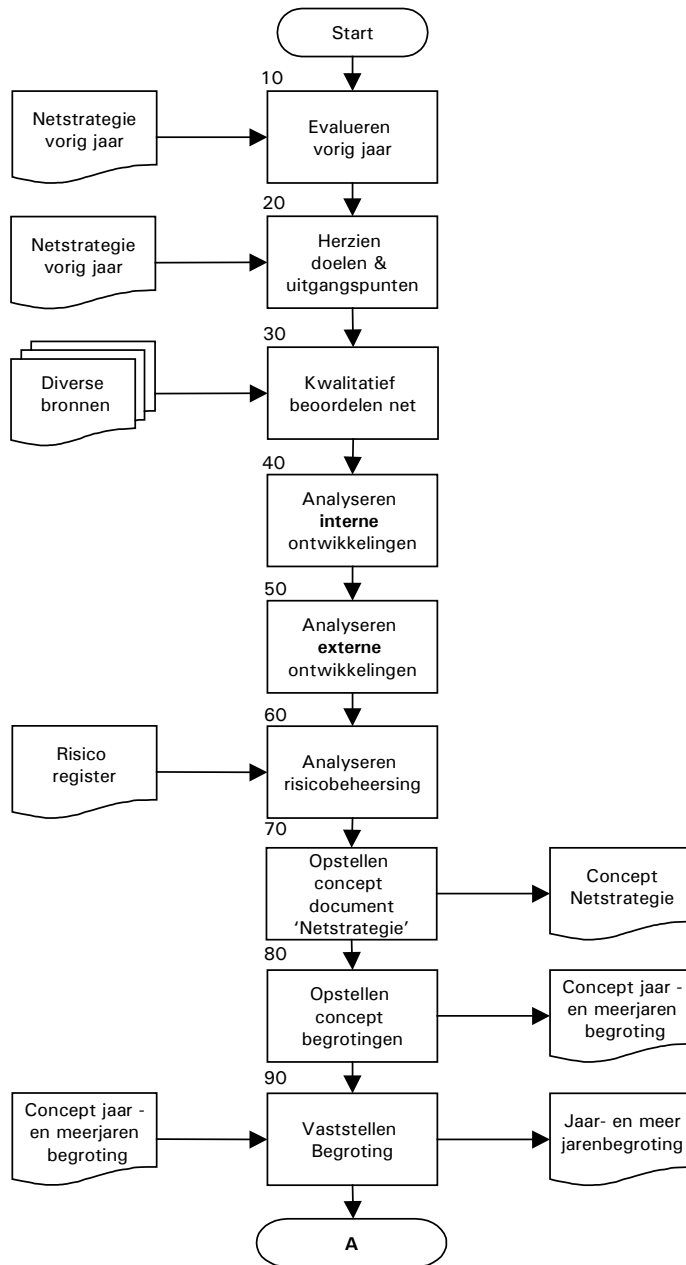 Start
10
Netstrategie
vorig jaar
Evalueren
vorig jaar
20
Netstrategie
vorig jaar
Herzien
doelen &
uitgangspunten
30
Diverse
bronnen
Kwalitatief
beoordelen net
40
Analyseren
interne
ontwikkelingen
50
Analyseren
externe
ontwikkelingen
60
Risico
register
Analyseren
risicobeheersing
70
Opstellen
concept
document
‘Netstrategie’
Concept
Netstrategie
80
Opstellen
concept
begrotingen
Concept jaar -
en meerjaren
begroting
90
Concept jaar -
en meerjaren
begroting
Vaststellen
Begroting
Jaar- en meer
jarenbegroting
A